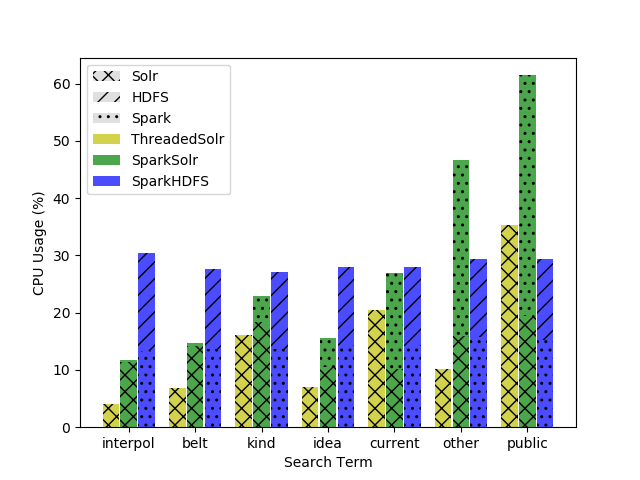 Solr
HDFS
Spark
ThreadedSolr
SparkSolr
SparkHDFS
CPU Usage (%)
60
50
40
30
20
10
0
interpol belt kind idea current other public
Search Term